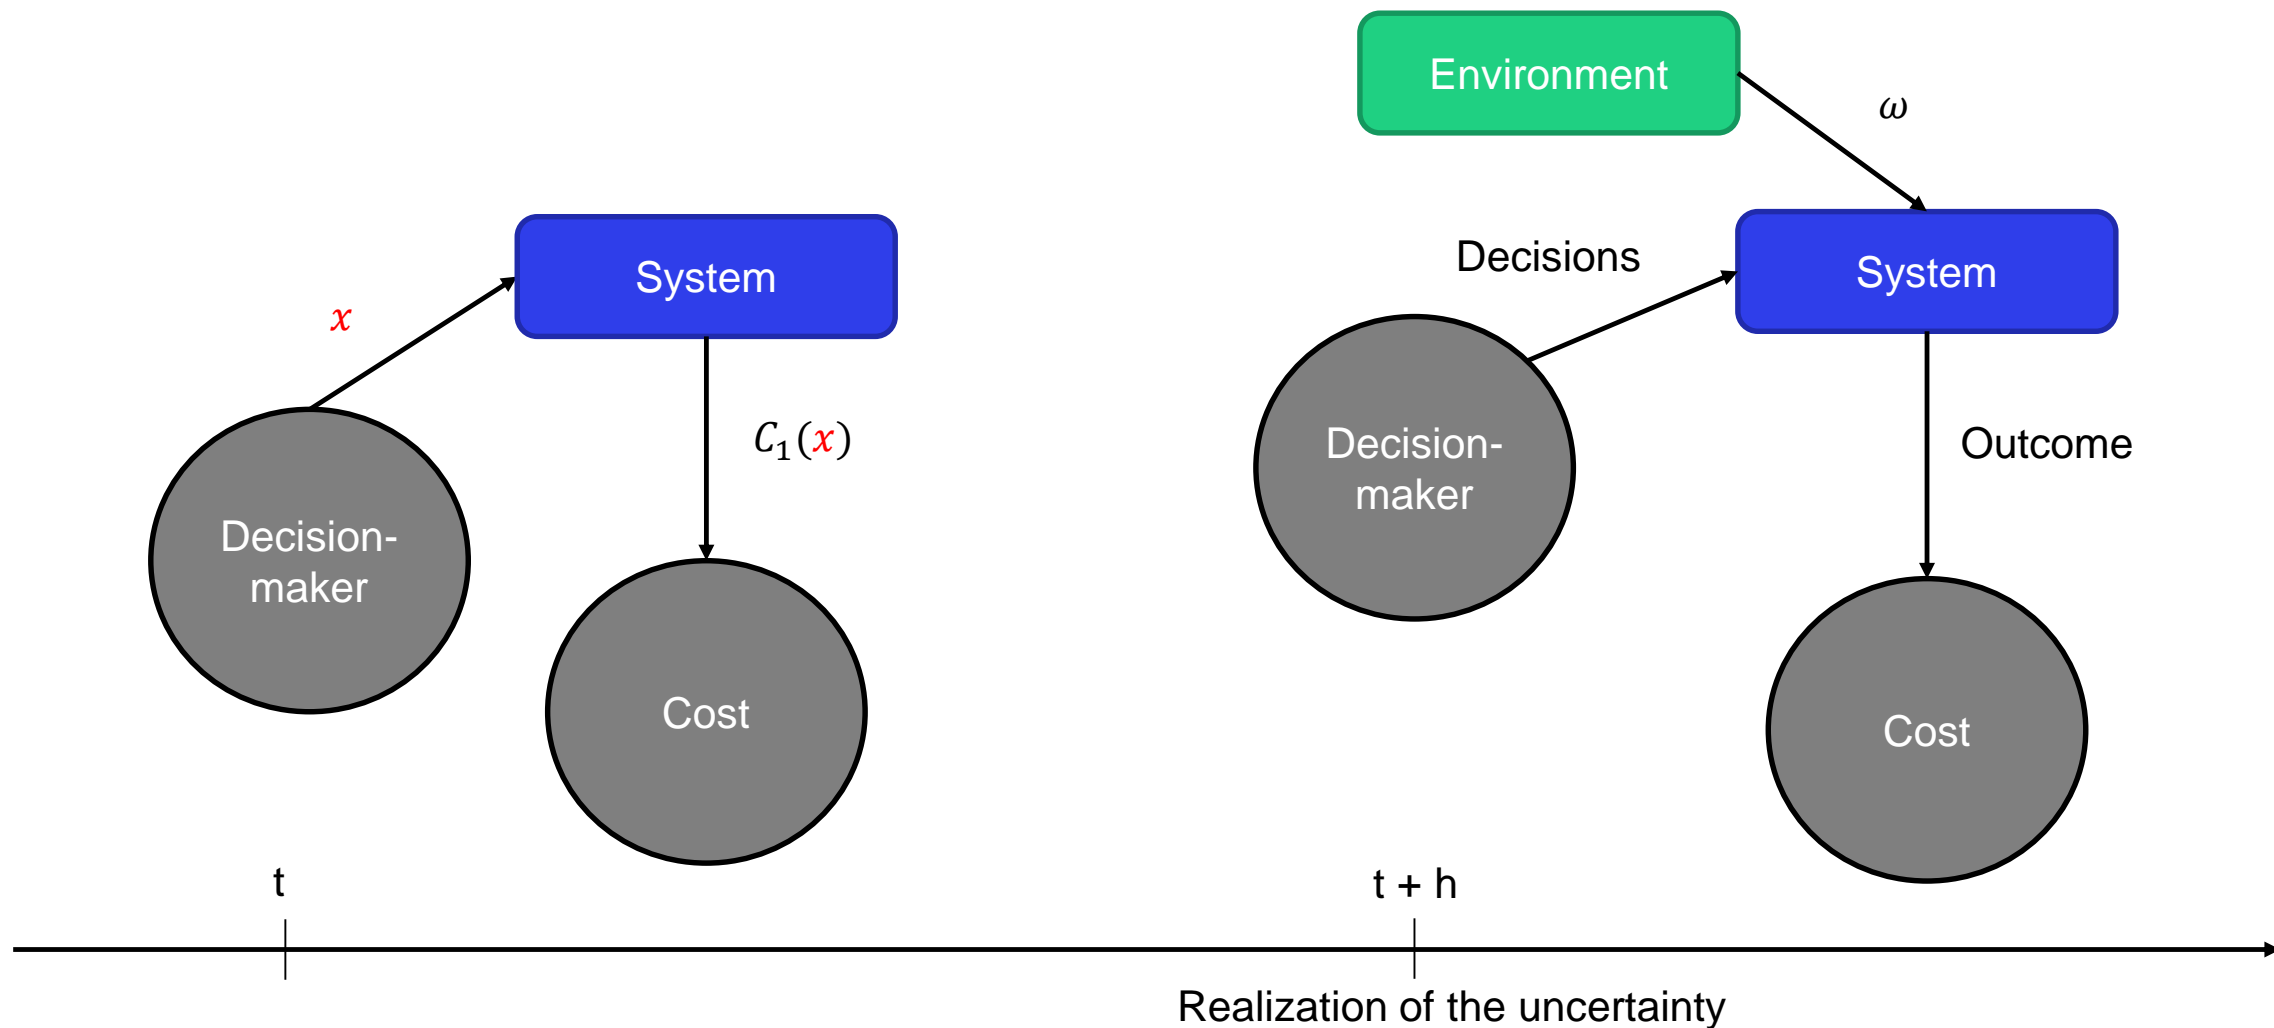 Environment
ω
System
x
Decisions
System
C₁(x)
Decision-
maker
Outcome
Decision-
maker
Cost
Cost
t
t + h
Realization of the uncertainty